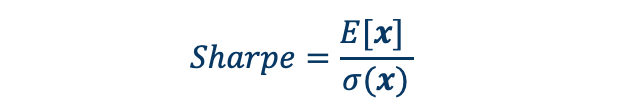 Sharpe = E[x] / σ(x)